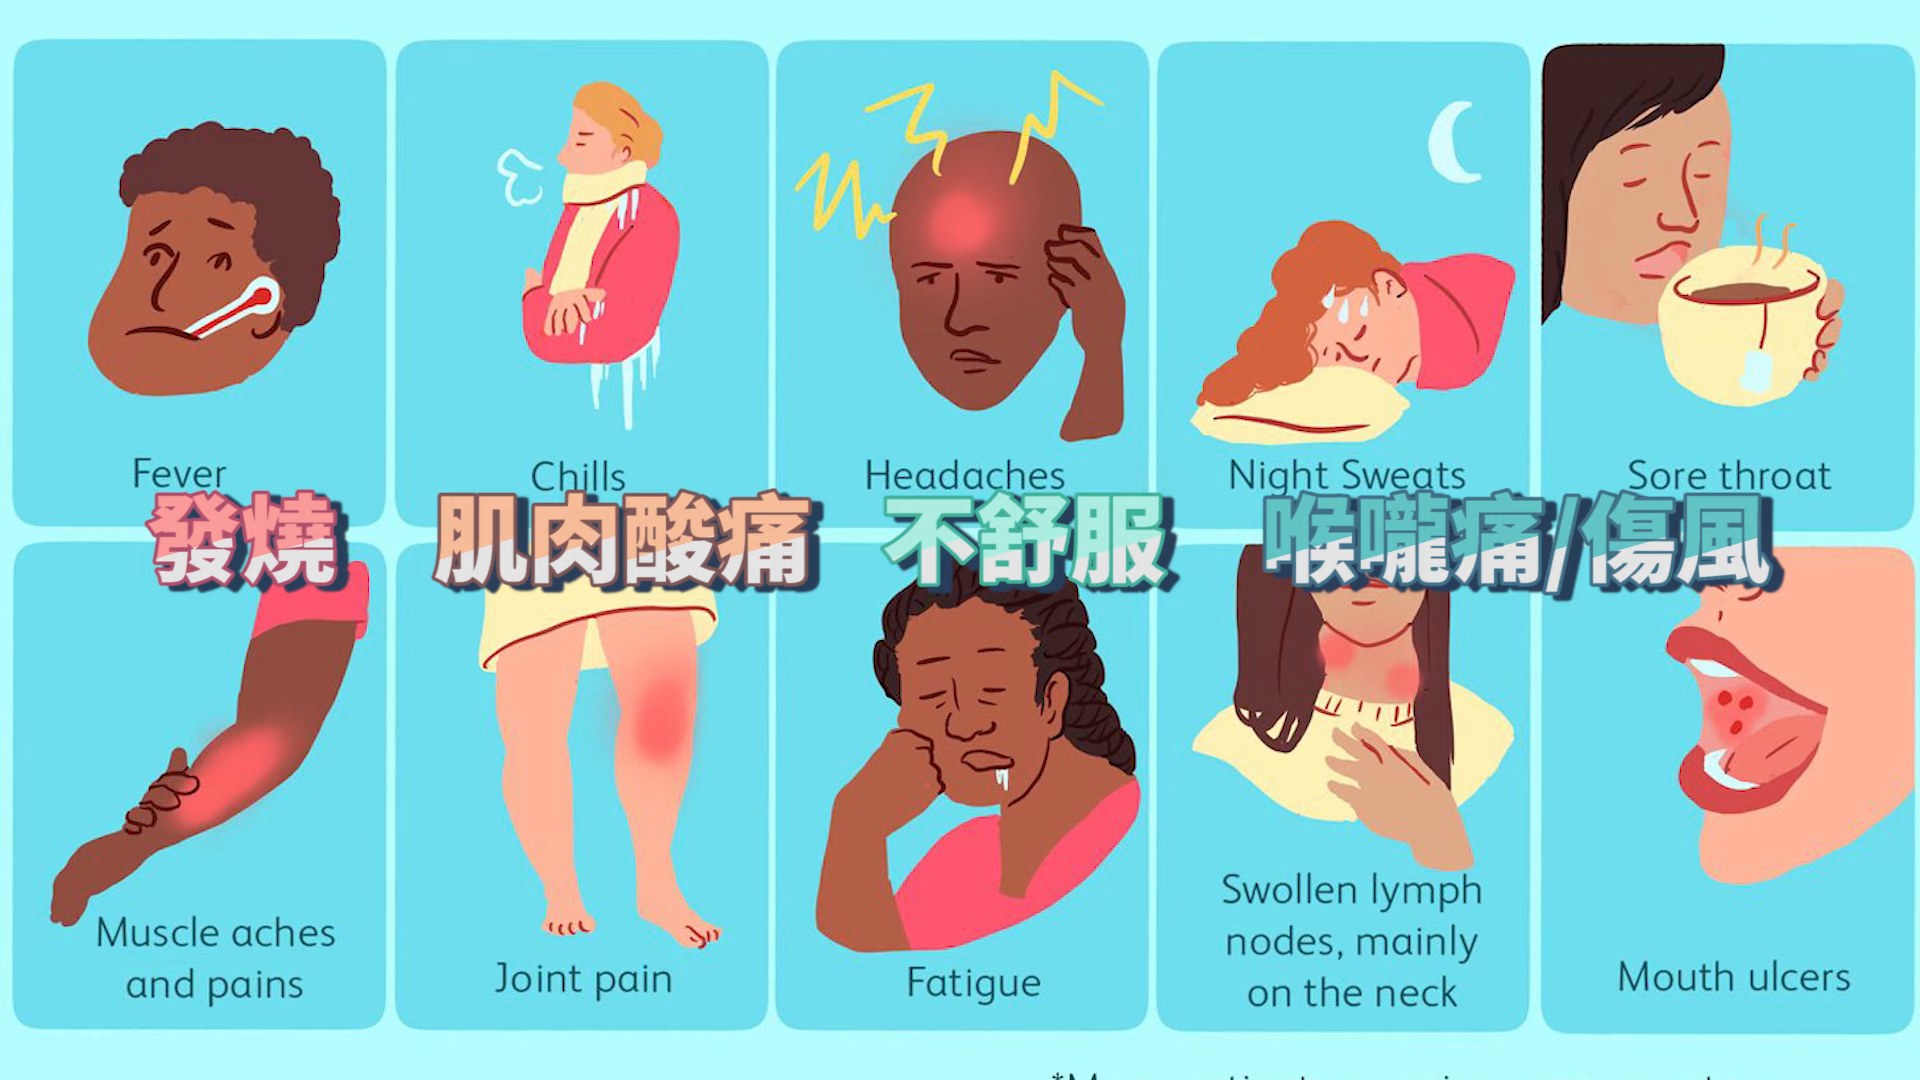 Fever
Chills
Headaches
Night Sweats
Sore throat
發燒 肌肉酸痛 不舒服 喉嚨痛/傷風
Muscle aches
and pains
Joint pain
Fatigue
Swollen lymph
nodes, mainly
on the neck
Mouth ulcers